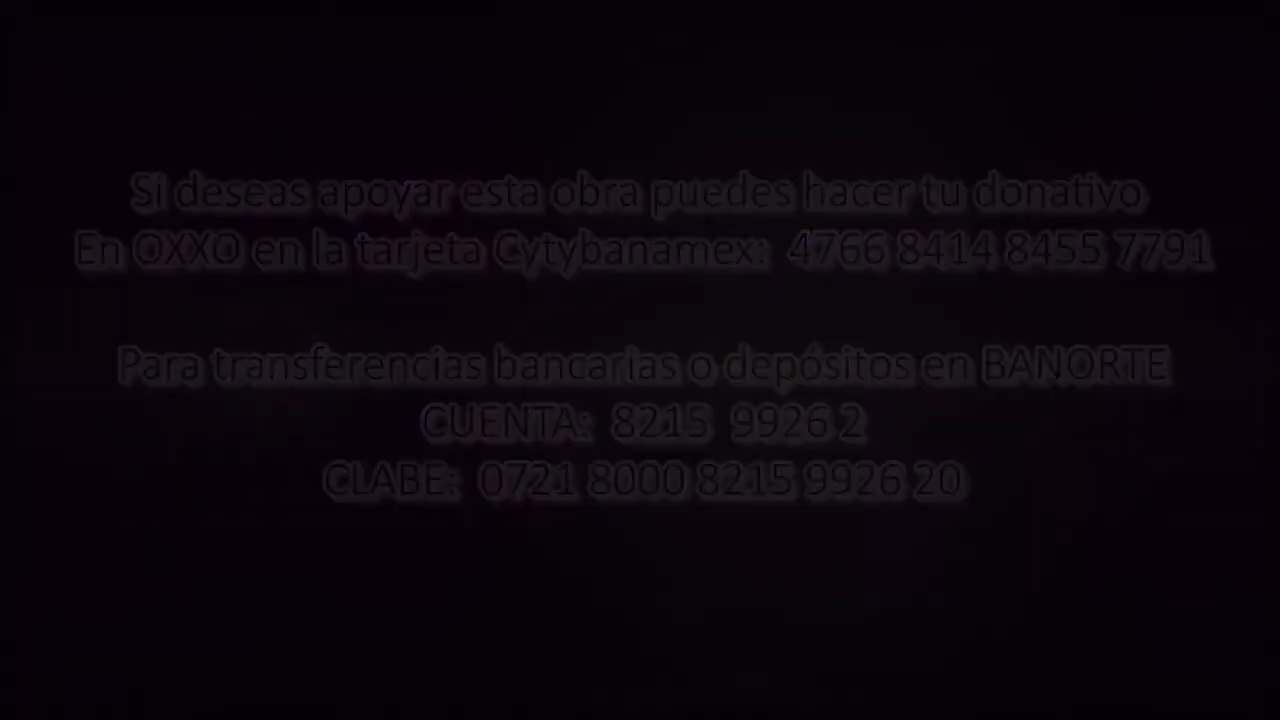 Si deseas apoyar esta obra puedes hacer tu donativo
En OXXO en la tarjeta Cytybanamex: 4766 8414 8455 7791
Para transferencias bancarias o depósitos en BANORTE
CUENTA: 8215 9926 2
CLABE: 0721 8000 8215 9926 20